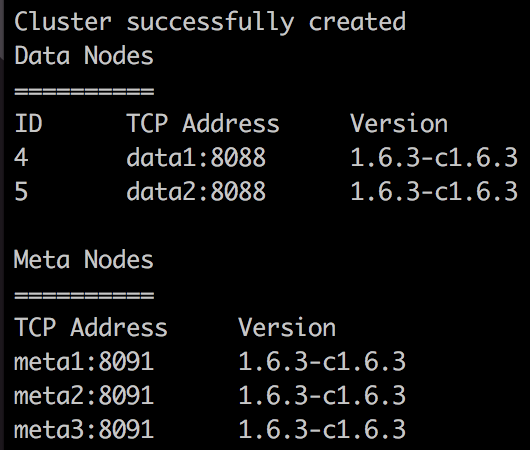 Cluster successfully created
Data Nodes
==========
ID      TCP Address     Version
4       data1:8088      1.6.3-c1.6.3
5       data2:8088      1.6.3-c1.6.3

Meta Nodes
==========
TCP Address     Version
meta1:8091      1.6.3-c1.6.3
meta2:8091      1.6.3-c1.6.3
meta3:8091      1.6.3-c1.6.3